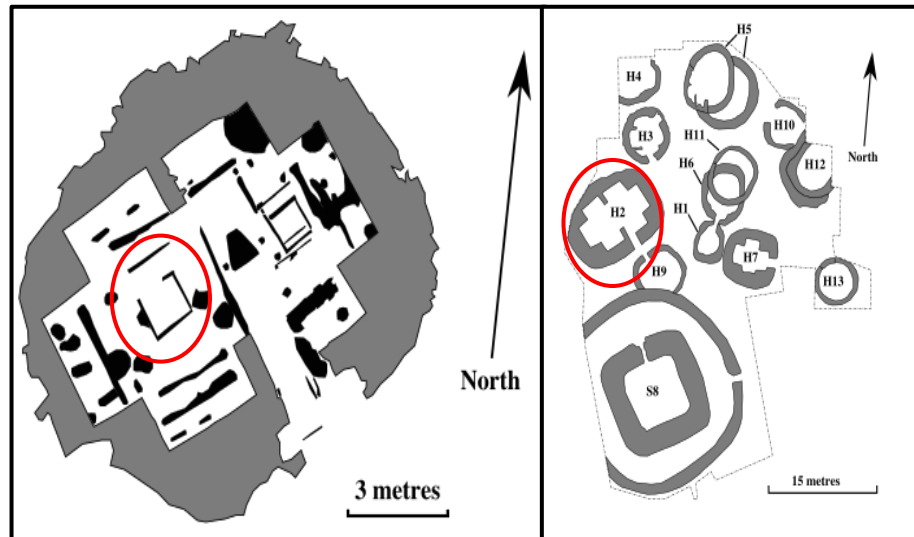 North
3 metres
H5
H4
H10
H3
H11
North
H12
H6
H2
H1
H7
H9
H13
S8
15 metres